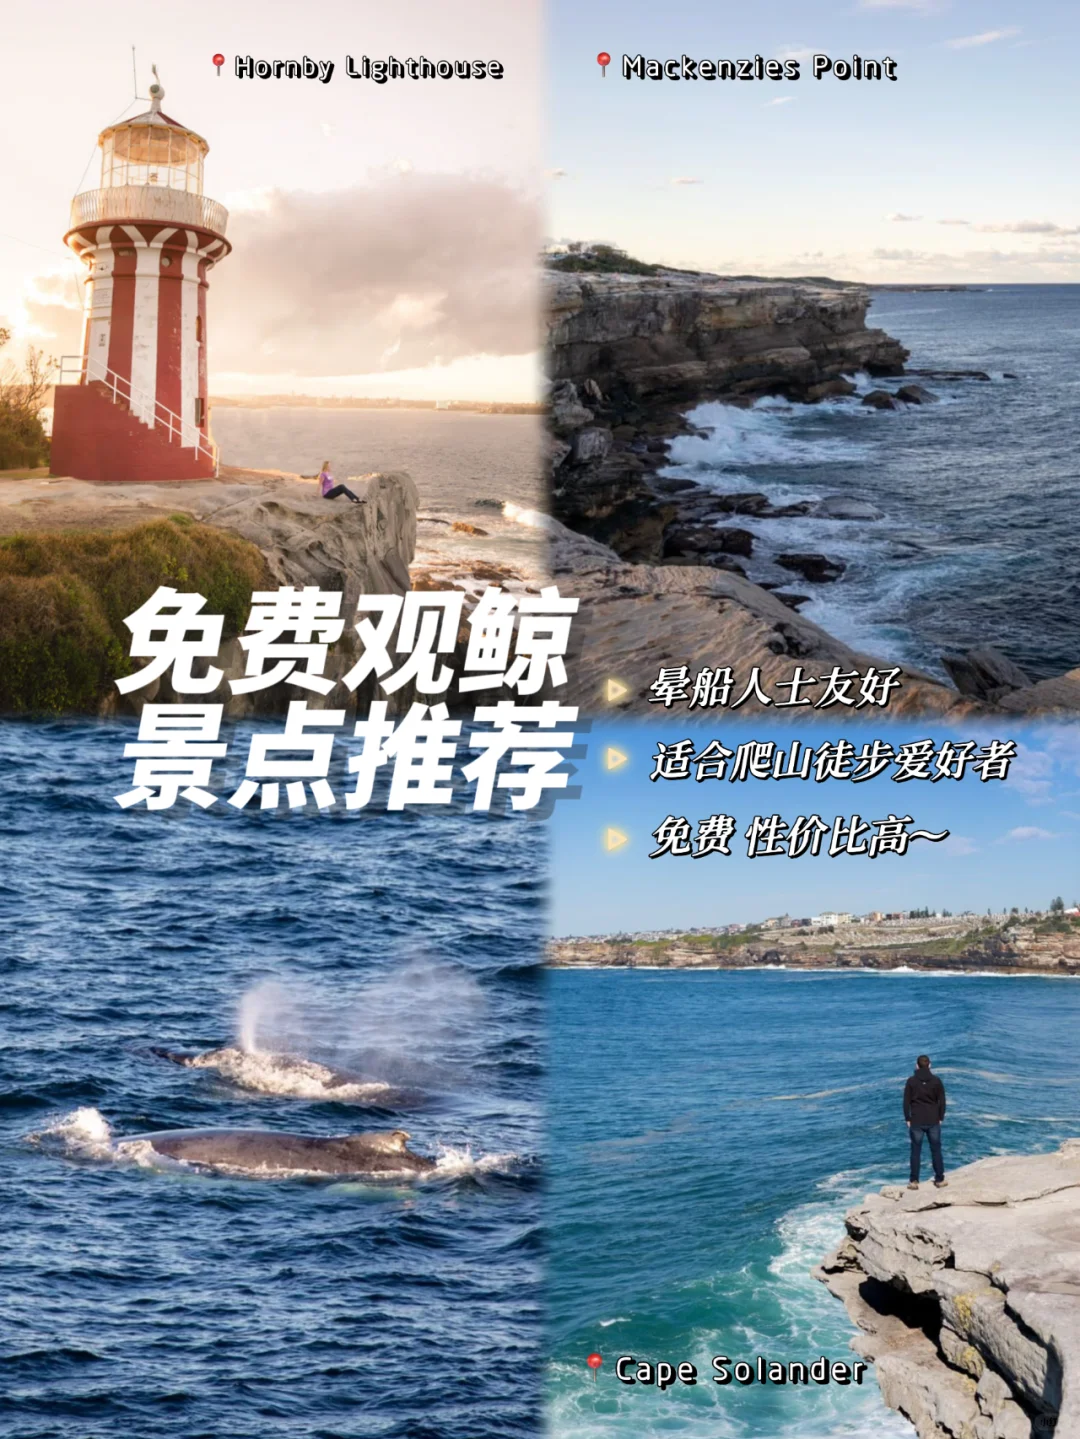 Hornby Lighthouse
Mackenzies Point
免费观鲸
景点推荐
晕船人士友好
适合爬山徒步爱好者
免费 性价比高～
Cape Solander